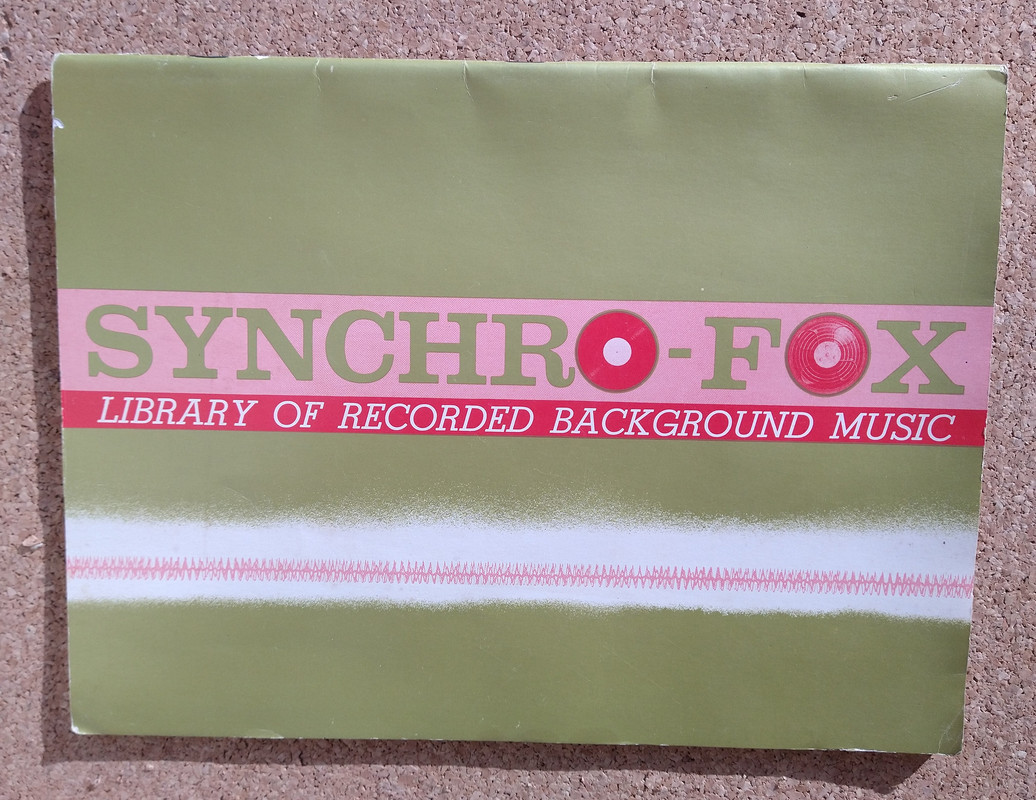 SYNCHRO-FOX
LIBRARY OF RECORDED BACKGROUND MUSIC